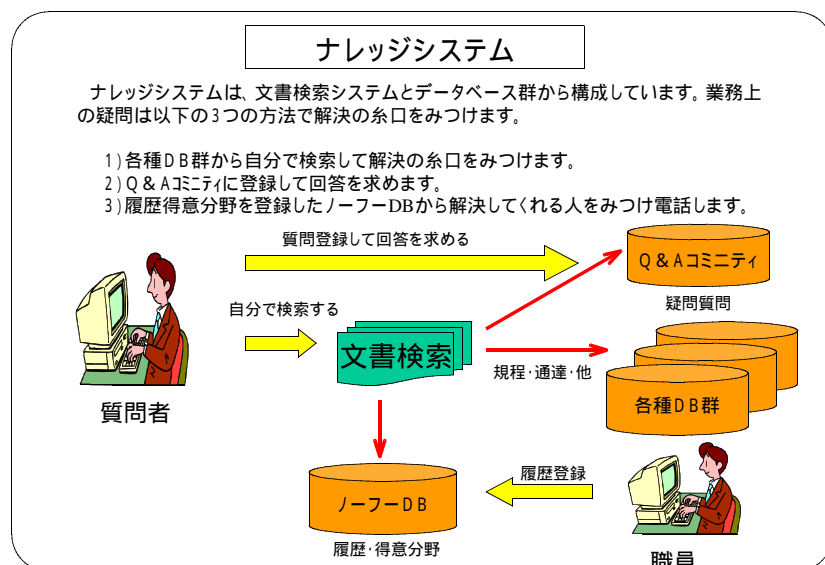 ナレッジシステム
ナレッジシステムは、文書検索システムとデータベース群から構成しています。業務上
の疑問は以下の3つの方法で解決の糸口をみつけます。
1)各種DB群から自分で検索して解決の糸口をみつけます。
2)Q&Aコミニティに登録して回答を求めます。
3)履歴得意分野を登録したノーフーDBから解決してくれる人をみつけ電話します。
質問登録して回答を求める
Q&Aコミニティ
疑問質問
自分で検索する
文書検索
規程・通達・他
各種DB群
質問者
履歴登録
ノーフーDB
履歴・得意分野
職員